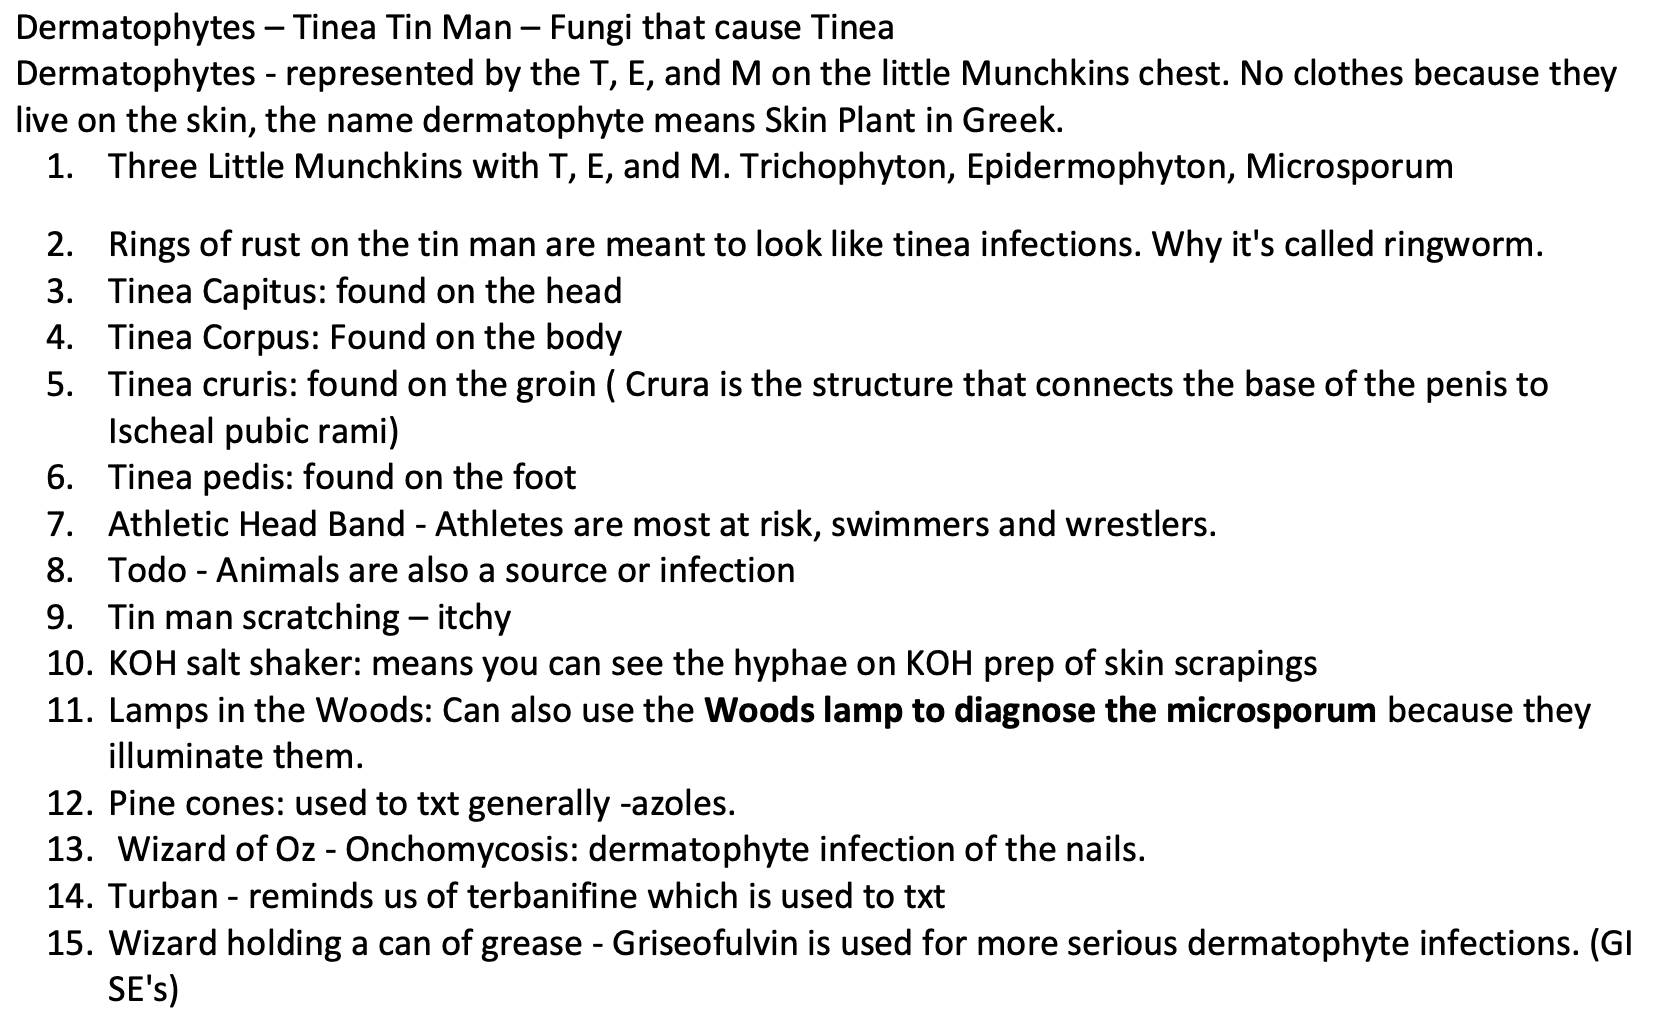 Dermatophytes – Tinea Tin Man – Fungi that cause Tinea
Dermatophytes - represented by the T, E, and M on the little Munchkins chest. No clothes because they
live on the skin, the name dermatophyte means Skin Plant in Greek.
1. Three Little Munchkins with T, E, and M. Trichophyton, Epidermophyton, Microsporum
2. Rings of rust on the tin man are meant to look like tinea infections. Why it's called ringworm.
3. Tinea Capitus: found on the head
4. Tinea Corpus: Found on the body
5. Tinea cruris: found on the groin ( Crura is the structure that connects the base of the penis to
Ischeal pubic rami)
6. Tinea pedis: found on the foot
7. Athletic Head Band - Athletes are most at risk, swimmers and wrestlers.
8. Todo - Animals are also a source or infection
9. Tin man scratching – itchy
10. KOH salt shaker: means you can see the hyphae on KOH prep of skin scrapings
11. Lamps in the Woods: Can also use the Woods lamp to diagnose the microsporum because they
illuminate them.
12. Pine cones: used to txt generally -azoles.
13. Wizard of Oz - Onchomycosis: dermatophyte infection of the nails.
14. Turban - reminds us of terbanifine which is used to txt
15. Wizard holding a can of grease - Griseofulvin is used for more serious dermatophyte infections. (GI
SE's)